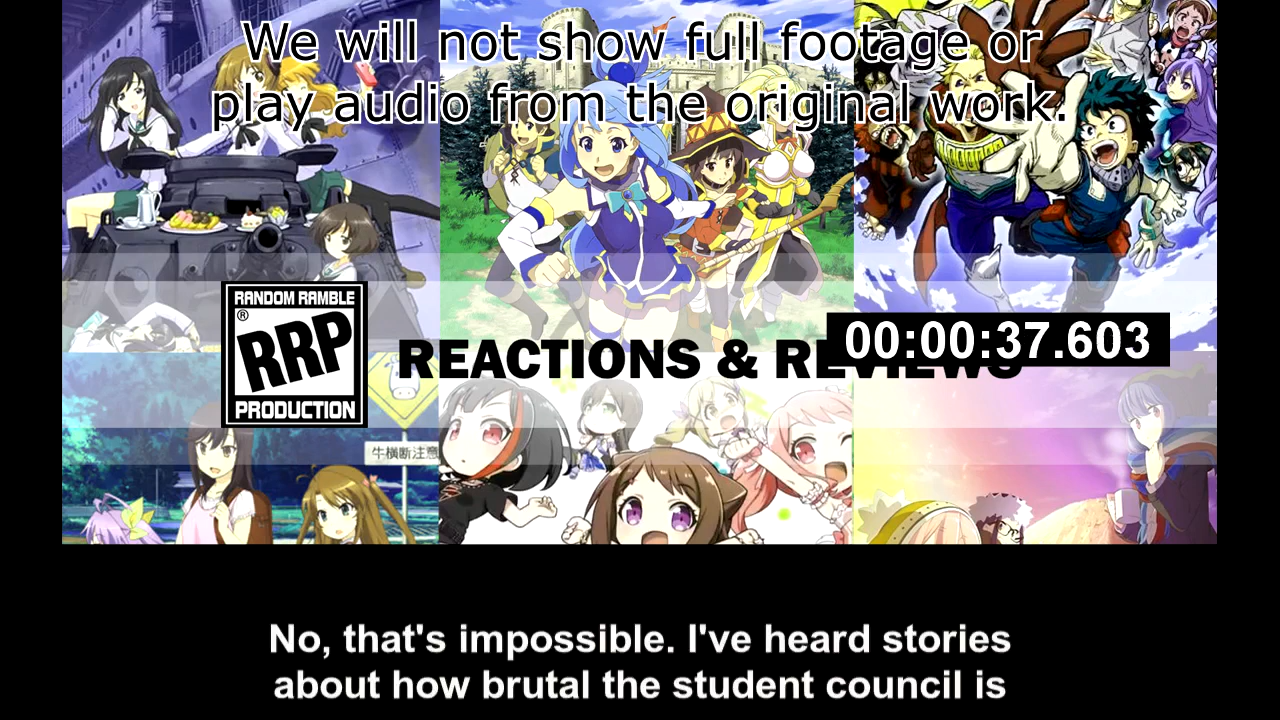 We will not show full footage or
play audio from the original work.
RANDOM RAMBLE
®
RRP
PRODUCTION
REACTIONS & REVIEWS
00:00:37.603
牛横断注意
No, that's impossible. I've heard stories
about how brutal the student council is